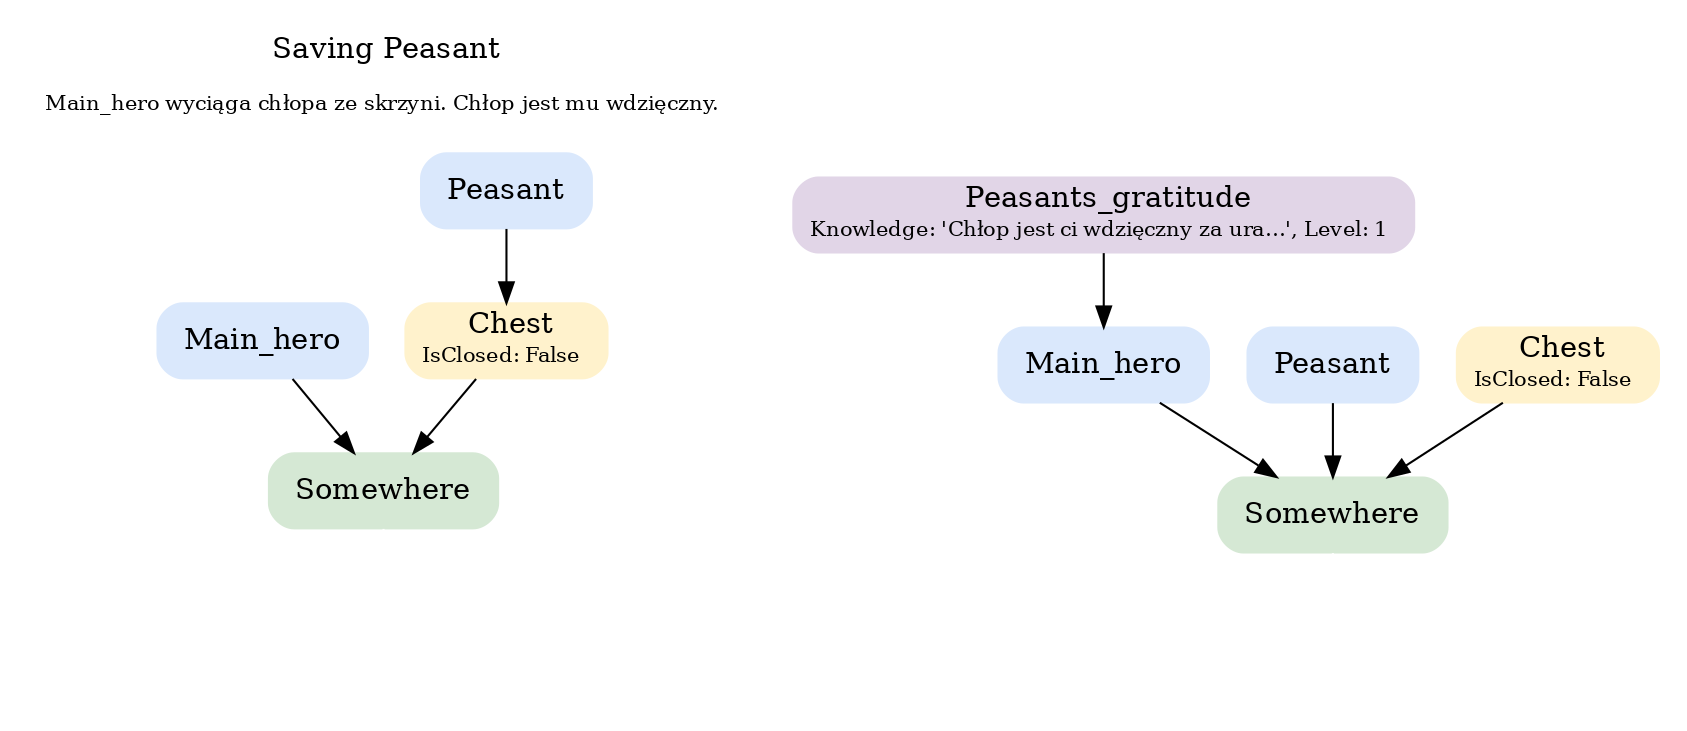 Saving Peasant
Main_hero wyciąga chłopa ze skrzyni. Chłop jest mu wdzięczny.
Peasant
Main_hero
Chest
IsClosed: False
Somewhere
Peasants_gratitude
Knowledge: 'Chłop jest ci wdzięczny za ura...', Level: 1
Main_hero
Peasant
Chest
IsClosed: False
Somewhere